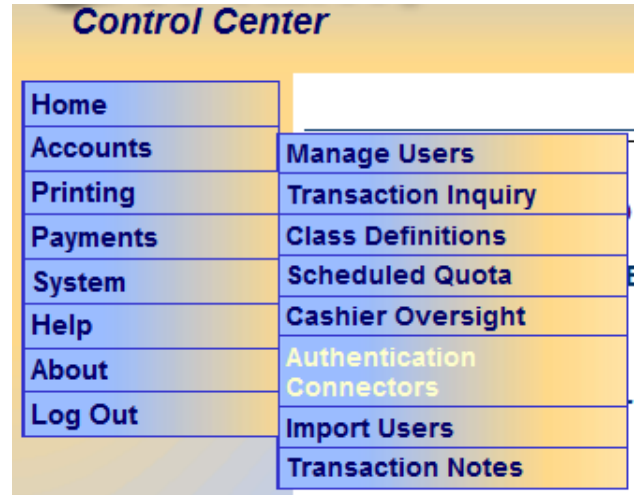 Control Center
Home
Accounts
Printing
Payments
System
Help
About
Log Out
Manage Users
Transaction Inquiry
Class Definitions
Scheduled Quota
Cashier Oversight
Authentication
Connectors
Import Users
Transaction Notes